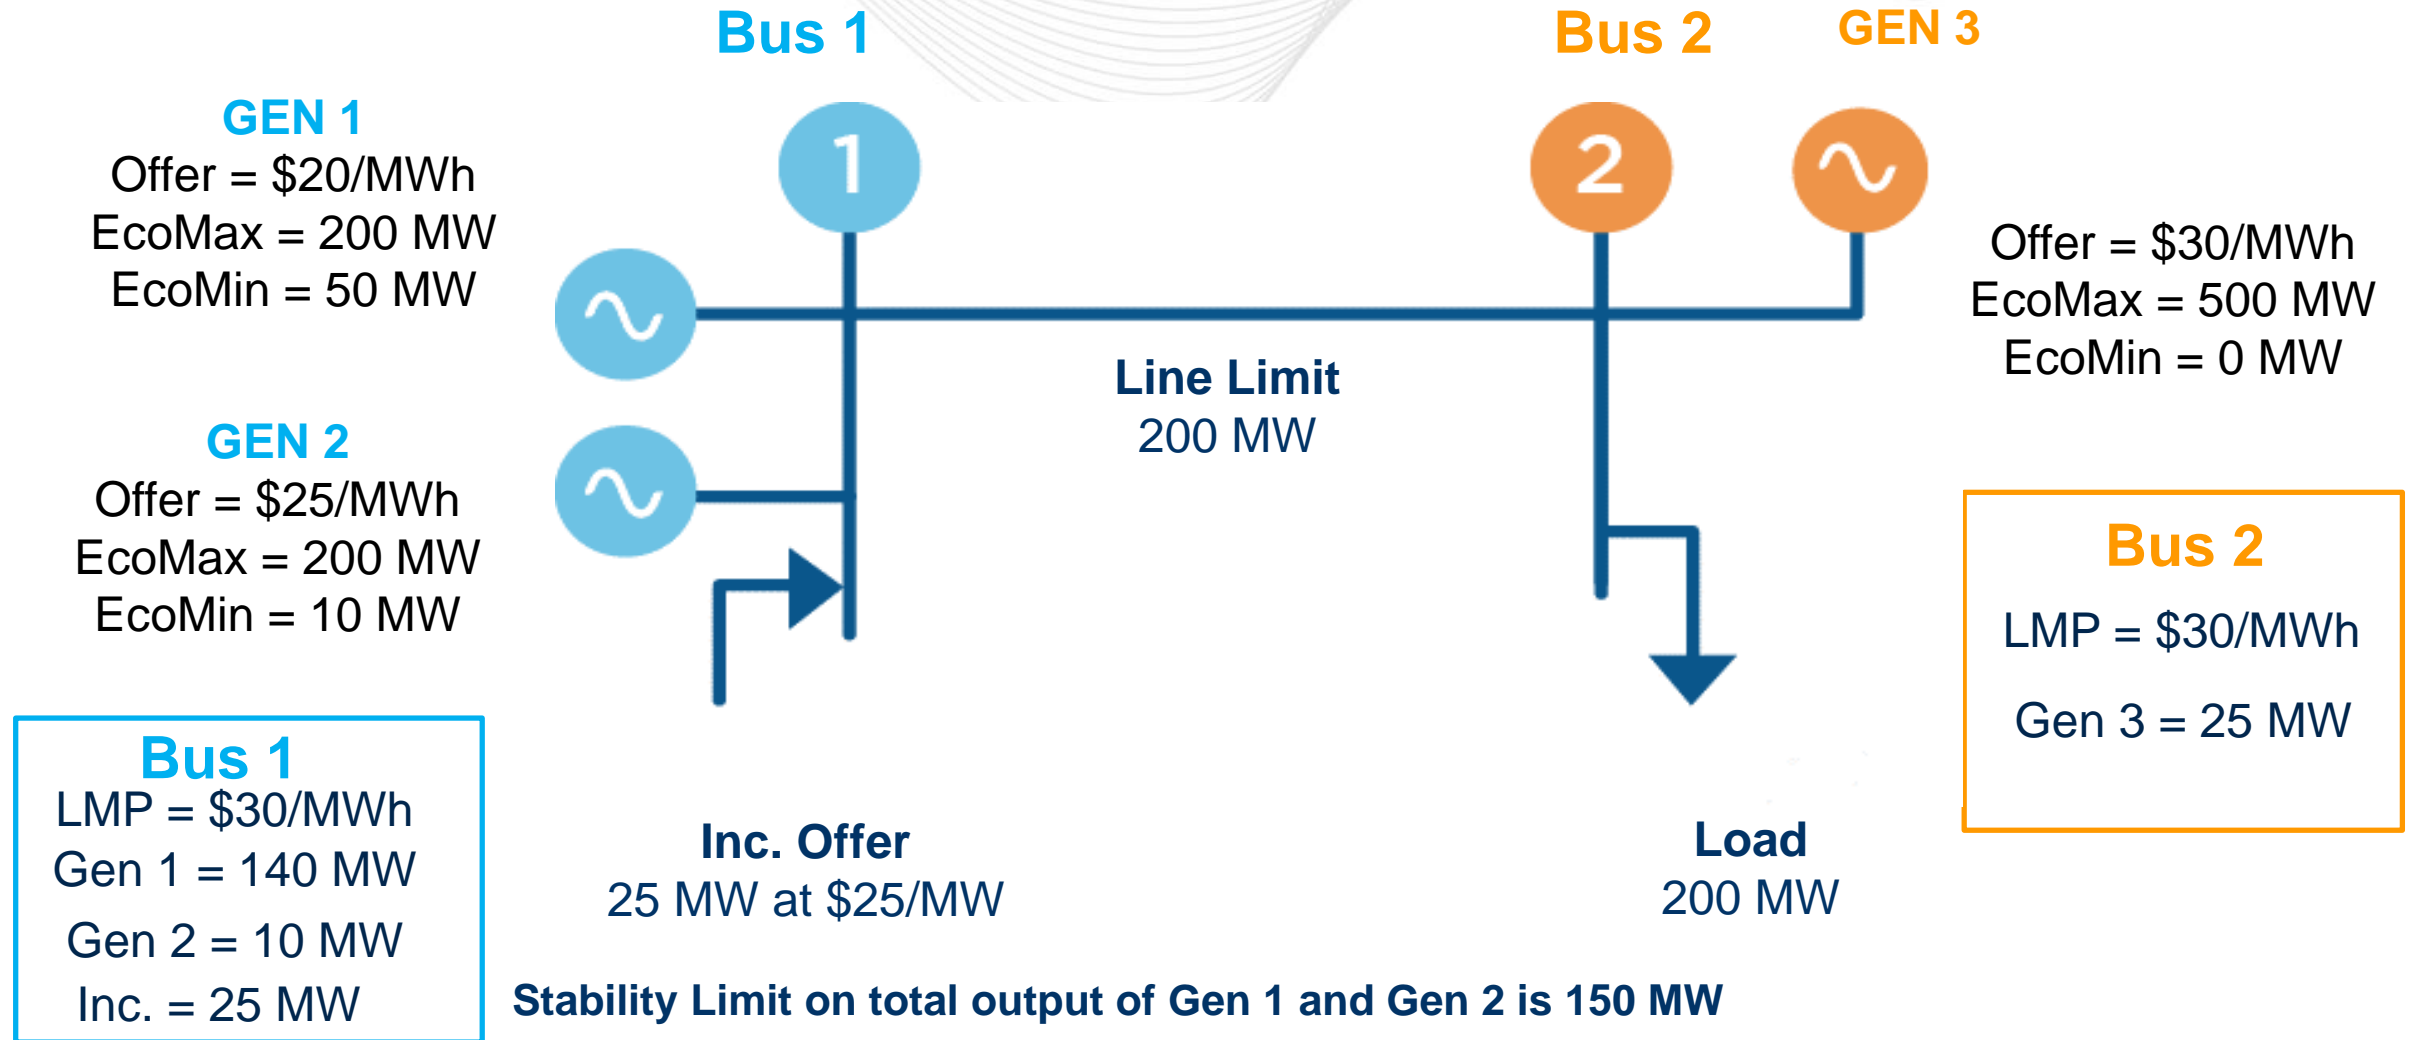 Bus 1
Bus 2
GEN 3
GEN 1
Offer = $20/MWh
EcoMax = 200 MW
EcoMin = 50 MW
1
2
Offer = $30/MWh
EcoMax = 500 MW
EcoMin = 0 MW
Line Limit
200 MW
GEN 2
Offer = $25/MWh
EcoMax = 200 MW
EcoMin = 10 MW
Bus 2
LMP = $30/MWh
Gen 3 = 25 MW
Bus 1
LMP = $30/MWh
Gen 1 = 140 MW
Gen 2 = 10 MW
Inc. = 25 MW
Inc. Offer
25 MW at $25/MW
Load
200 MW
Stability Limit on total output of Gen 1 and Gen 2 is 150 MW